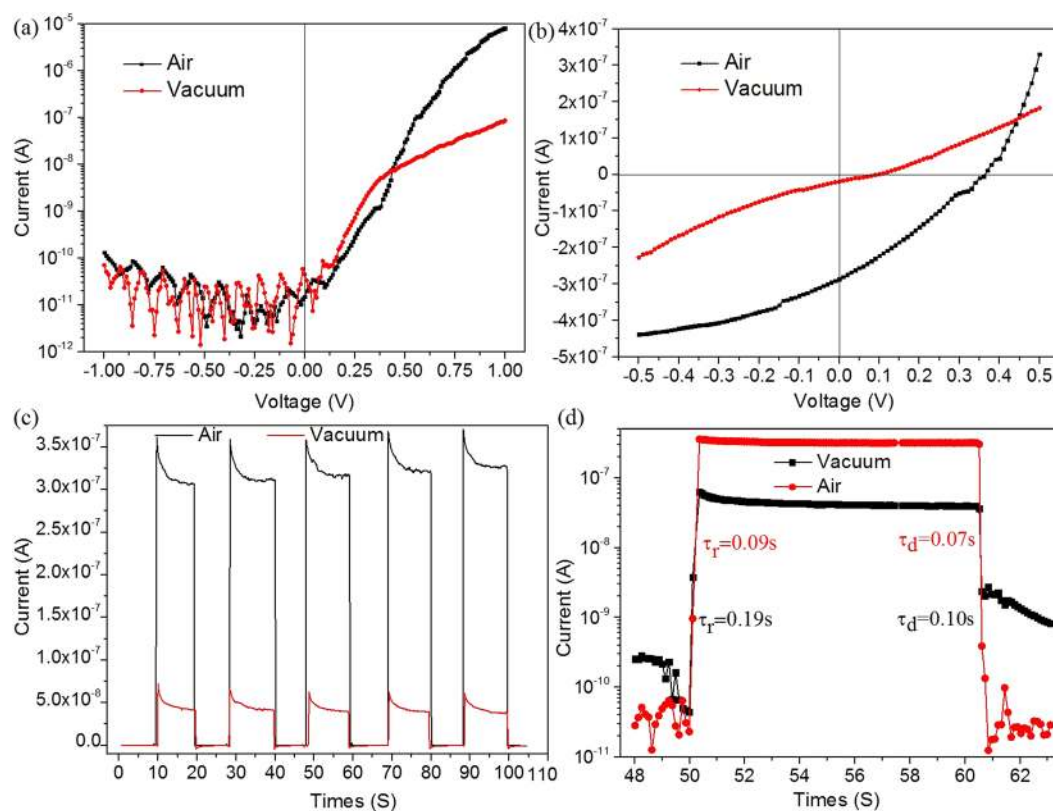 (a)
Air
Vacuum
10⁻⁵
10⁻⁶
10⁻⁷
10⁻⁸
10⁻⁹
10⁻¹⁰
10⁻¹¹
10⁻¹²
Current (A)
-1.00 -0.75 -0.50 -0.25 0.00 0.25 0.50 0.75 1.00
Voltage (V)
(b)
Air
Vacuum
4x10⁻⁷
3x10⁻⁷
2x10⁻⁷
1x10⁻⁷
0
-1x10⁻⁷
-2x10⁻⁷
-3x10⁻⁷
-4x10⁻⁷
-5x10⁻⁷
Current (A)
-0.5 -0.4 -0.3 -0.2 -0.1 0.0 0.1 0.2 0.3 0.4 0.5
Voltage (V)
(c)
Air Vacuum
3.5x10⁻⁷
3.0x10⁻⁷
2.5x10⁻⁷
2.0x10⁻⁷
1.5x10⁻⁷
1.0x10⁻⁷
5.0x10⁻⁸
0.0
Current (A)
0 10 20 30 40 50 60 70 80 90 100 110
Times (S)
(d)
Vacuum
Air
10⁻⁷
10⁻⁸
10⁻⁹
10⁻¹⁰
10⁻¹¹
Current (A)
τr=0.09s τd=0.07s
τr=0.19s τd=0.10s
48 50 52 54 56 58 60 62
Times (S)